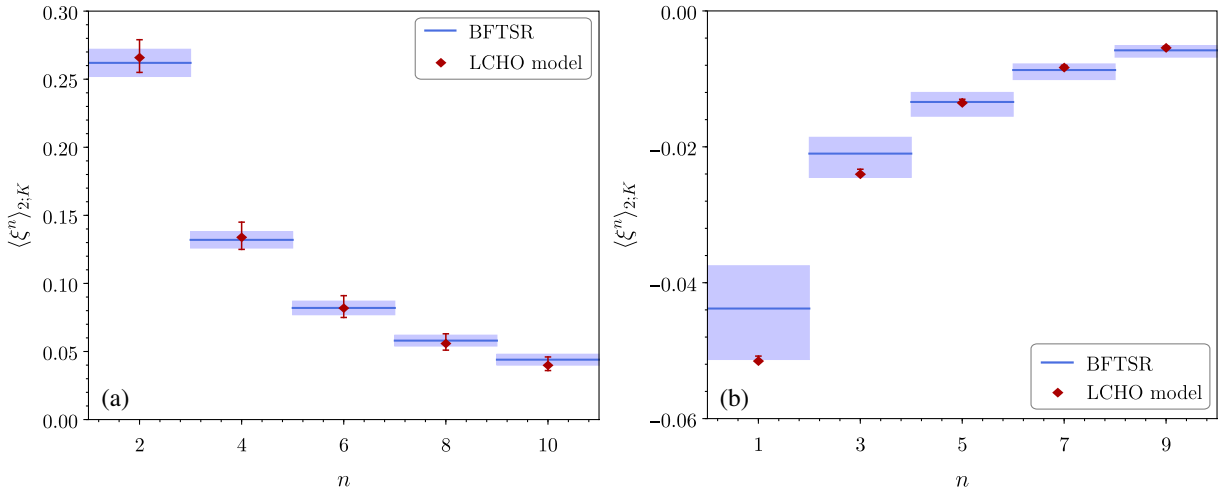 0.30
0.25
0.20
0.15
0.10
0.05
0.00
⟨ξⁿ⟩₂;K
BFTSR
LCHO model
(a)
2 4 6 8 10
n
0.00
−0.02
−0.04
−0.06
⟨ξⁿ⟩₂;K
BFTSR
LCHO model
(b)
1 3 5 7 9
n